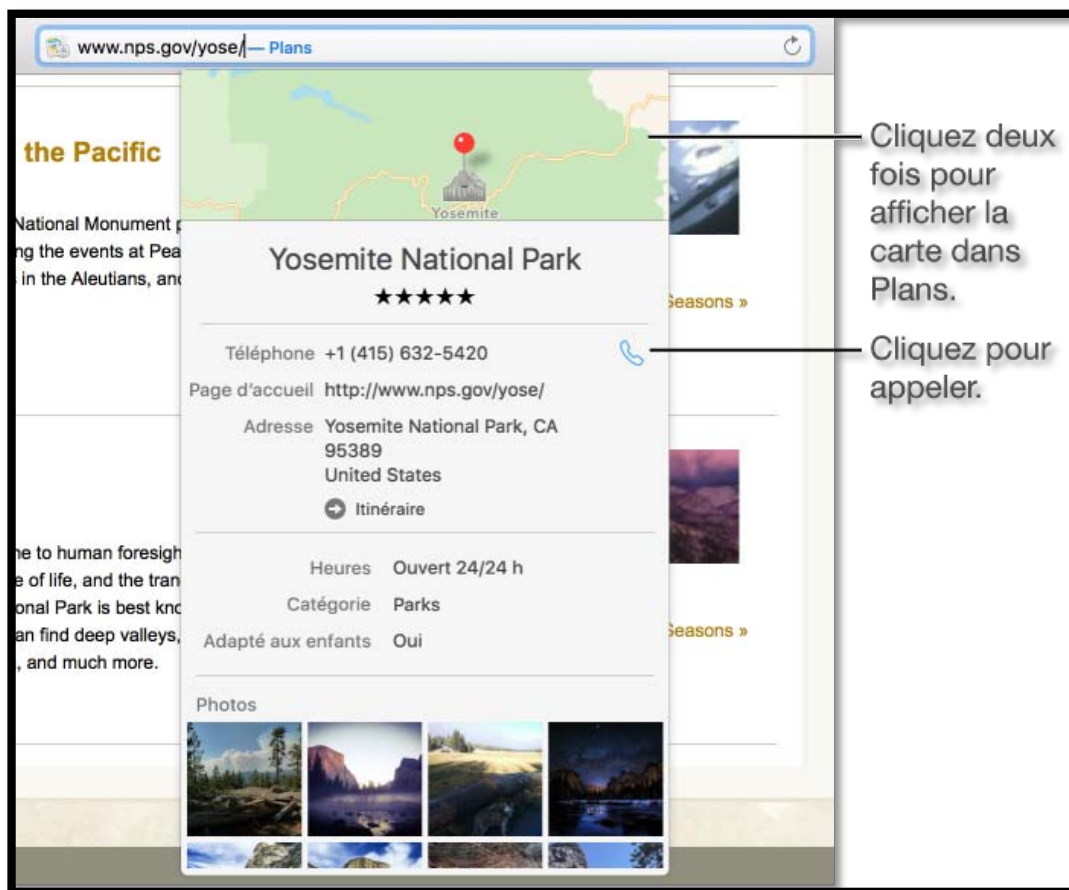 www.nps.gov/yose/ — Plans
the Pacific
National Monument p
ng the events at Pea
s in the Aleutians, and
Seasons »
Yosemite
Yosemite National Park
★★★★★
Téléphone +1 (415) 632-5420
Page d'accueil http://www.nps.gov/yose/
Adresse Yosemite National Park, CA
95389
United States
Itinéraire
Heures Ouvert 24/24 h
Catégorie Parks
Adapté aux enfants Oui
Photos
ne to human foresigh
e of life, and the tran
onal Park is best kno
an find deep valleys,
, and much more.
Seasons »
Cliquez deux
fois pour
afficher la
carte dans
Plans.
Cliquez pour
appeler.